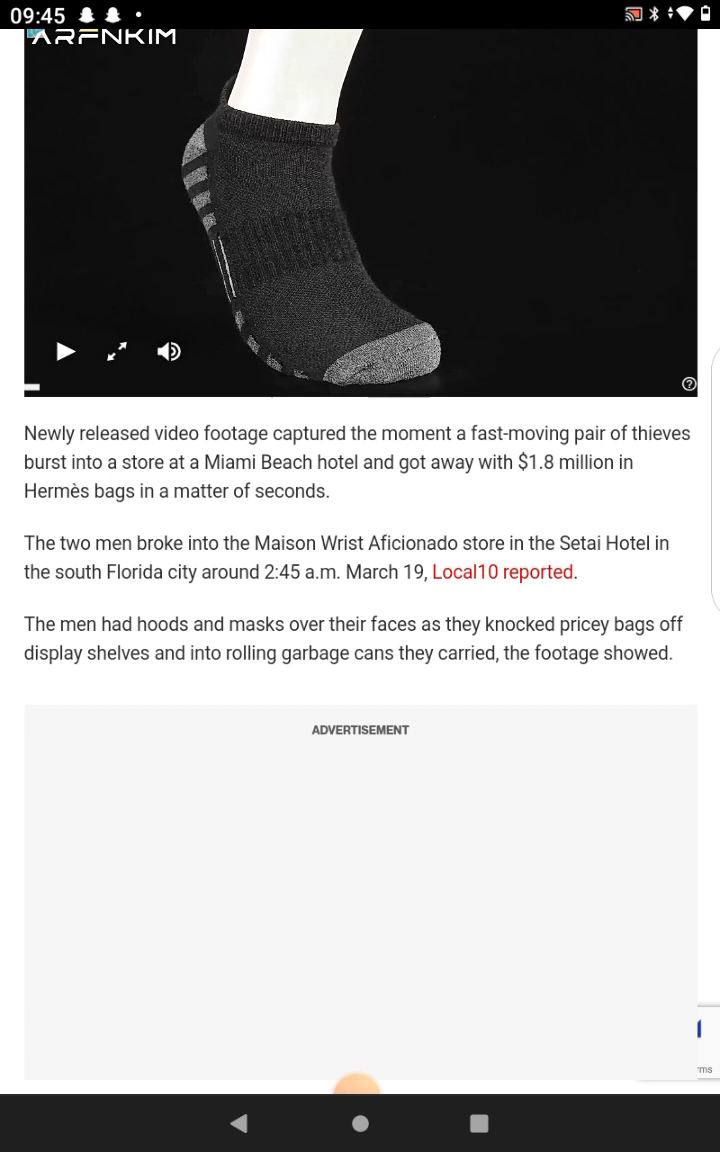 09:45
ARFNKIM
Newly released video footage captured the moment a fast-moving pair of thieves
burst into a store at a Miami Beach hotel and got away with $1.8 million in
Hermès bags in a matter of seconds.
The two men broke into the Maison Wrist Aficionado store in the Setai Hotel in
the south Florida city around 2:45 a.m. March 19, Local10 reported.
The men had hoods and masks over their faces as they knocked pricey bags off
display shelves and into rolling garbage cans they carried, the footage showed.
ADVERTISEMENT